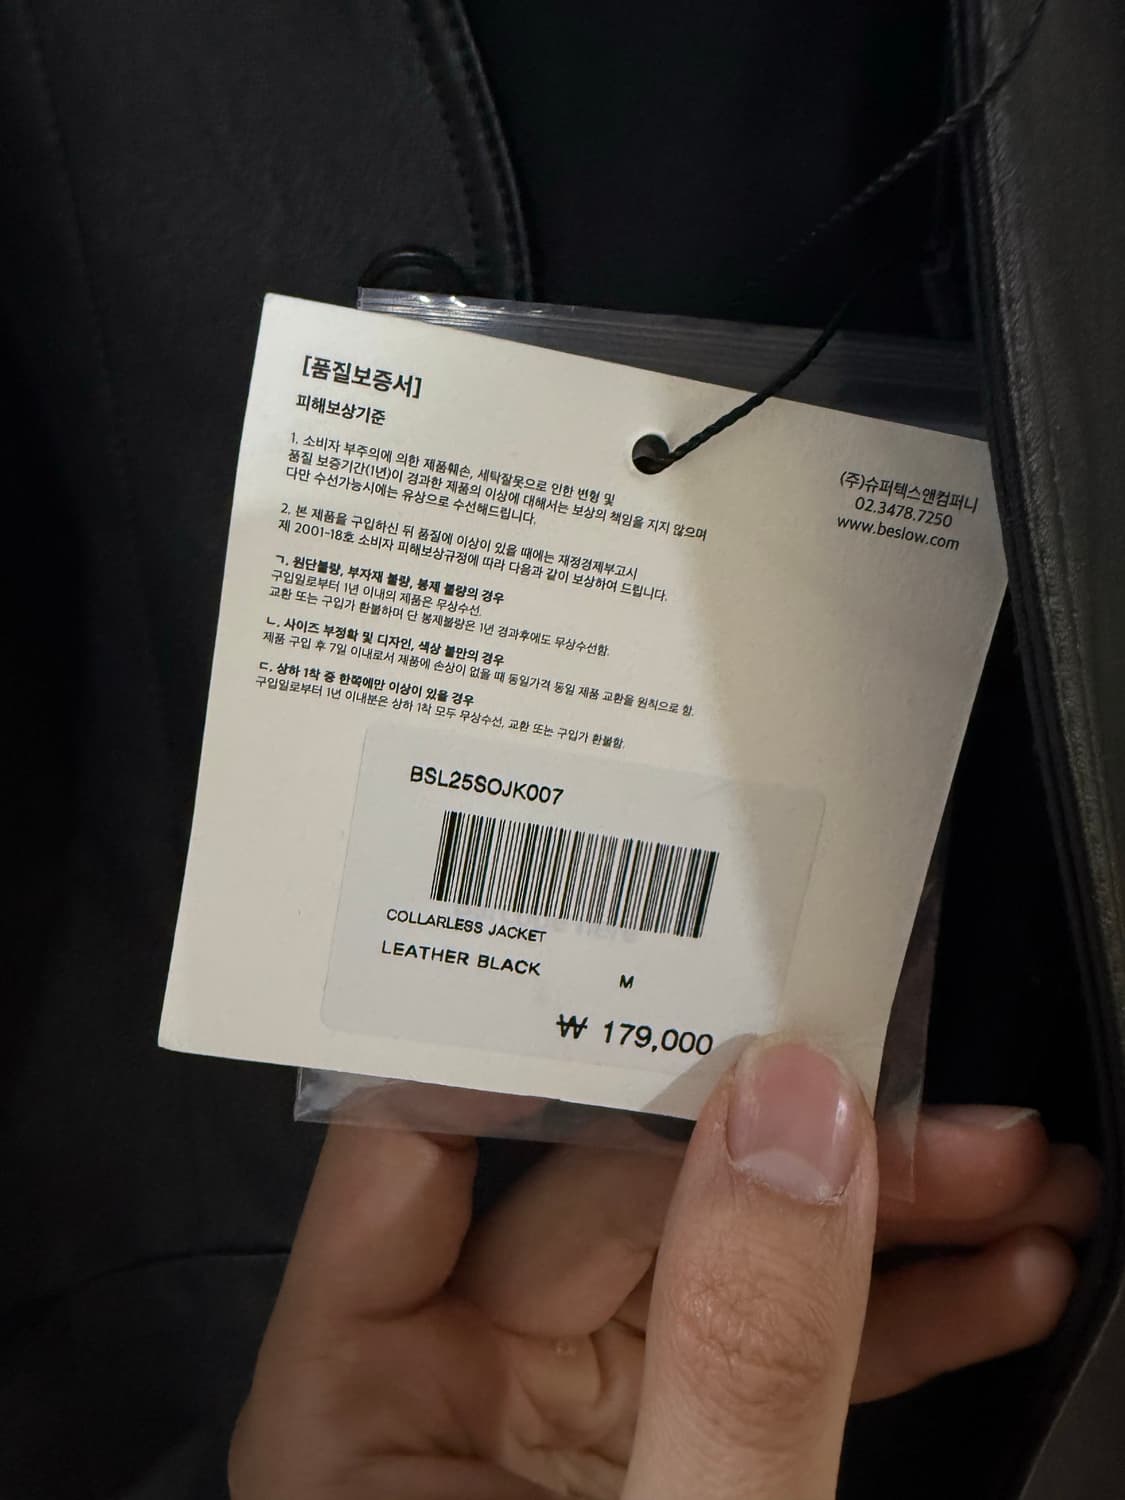 [품질보증서]
피해보상기준
1. 소비자 부주의에 의한 제품훼손, 세탁잘못으로 인한 변형 및
품질 보증기간(1년)이 경과한 제품의 이상에 대해서는 보상의 책임을 지지 않으며
다만 수선가능시에는 유상으로 수선해드립니다.
2. 본 제품을 구입하신 뒤 품질에 이상이 있을 때에는 재정경제부고시
제 2001-18호 소비자 피해보상규정에 따라 다음과 같이 보상하여 드립니다.
ㄱ. 원단불량, 부자재 불량, 봉제 불량의 경우
구입일로부터 1년 이내의 제품은 무상수선.
교환 또는 구입가 환불하며 단 봉제불량은 1년 경과후에도 무상수선함.
ㄴ. 사이즈 부정확 및 디자인, 색상 불만의 경우
제품 구입 후 7일 이내로서 제품에 손상이 없을 때 동일가격 동일 제품 교환을 원칙으로 함.
ㄷ. 상하 1착 중 한쪽에만 이상이 있을 경우
구입일로부터 1년 이내분은 상하 1착 모두 무상수선, 교환 또는 구입가 환불함.
(주)슈퍼텍스앤컴퍼니
02.3478.7250
www.beslow.com
BSL25SOJK007
COLLARLESS JACKET
LEATHER BLACK
M
₩ 179,000